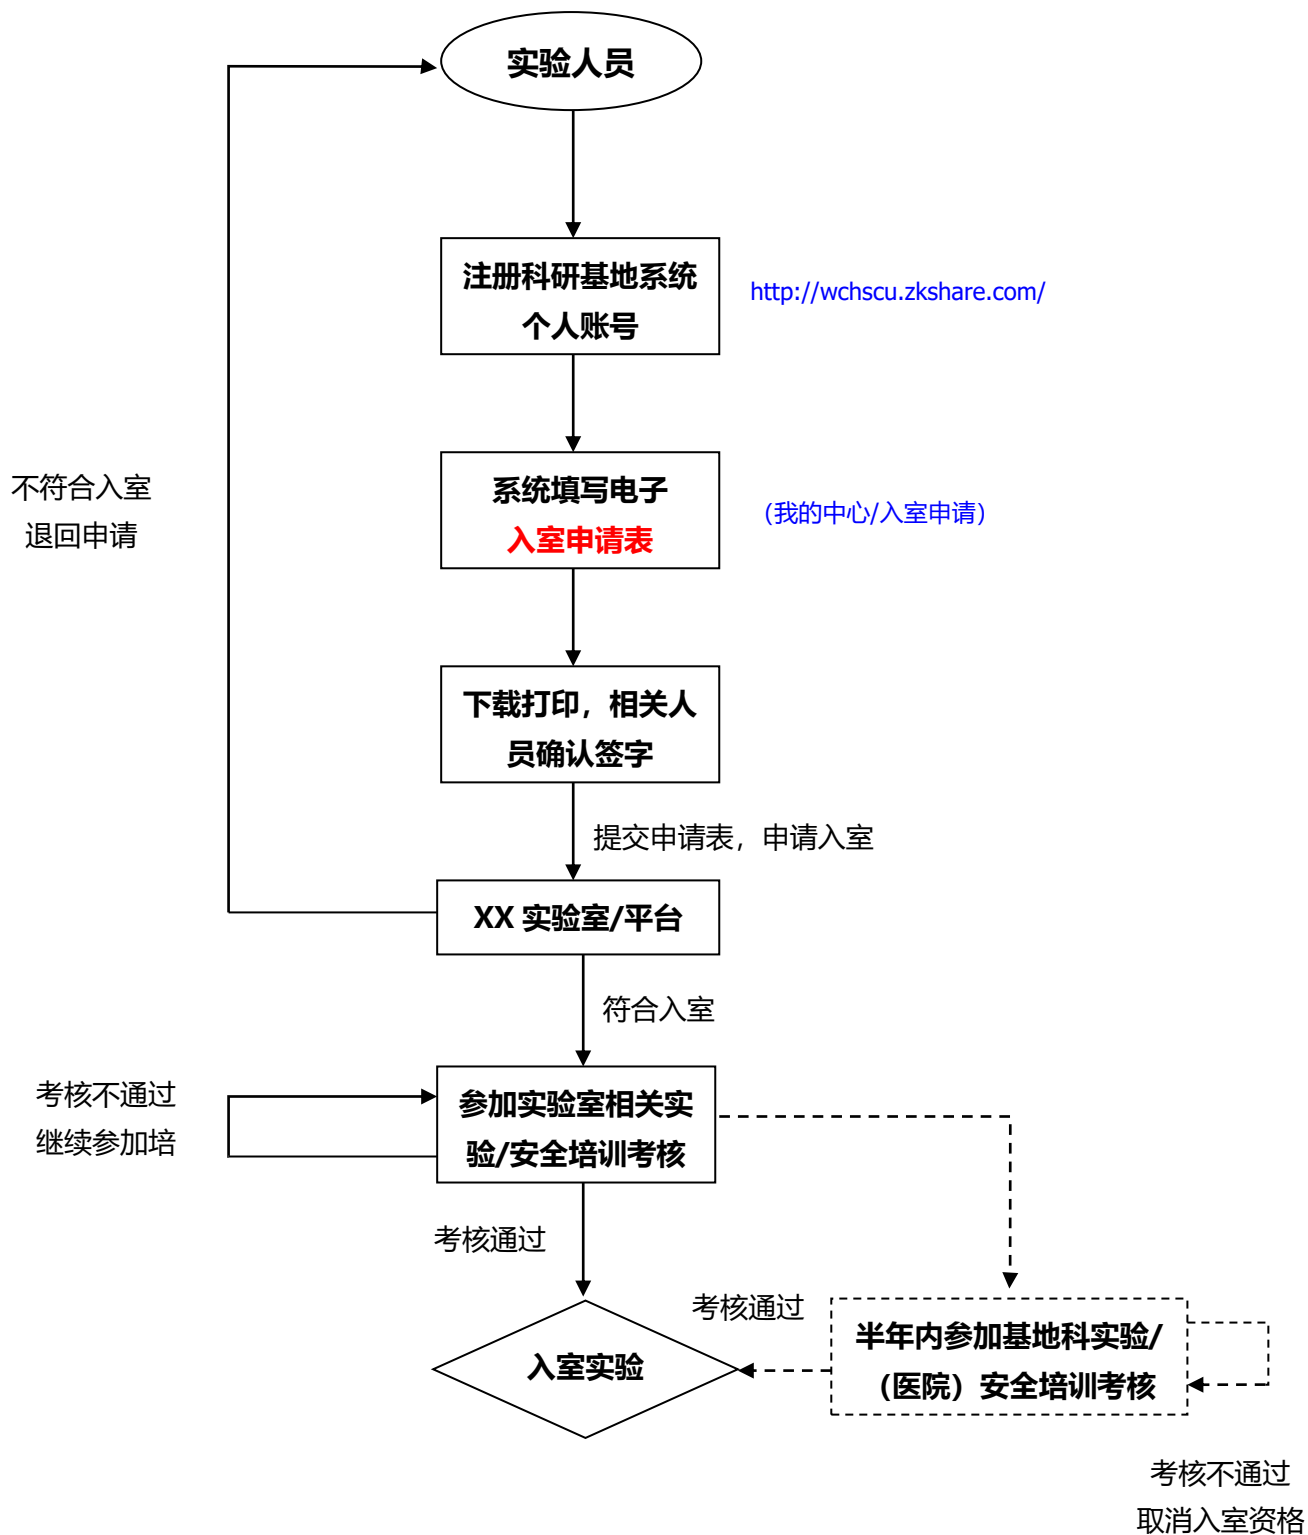 实验人员
注册科研基地系统
个人账号
http://wchscu.zkshare.com/
系统填写电子
入室申请表
（我的中心/入室申请）
不符合入室
退回申请
下载打印，相关人
员确认签字
提交申请表，申请入室
XX 实验室/平台
符合入室
考核不通过
继续参加培
参加实验室相关实
验/安全培训考核
考核通过
考核通过
入室实验
半年内参加基地科实验/
（医院）安全培训考核
考核不通过
取消入室资格